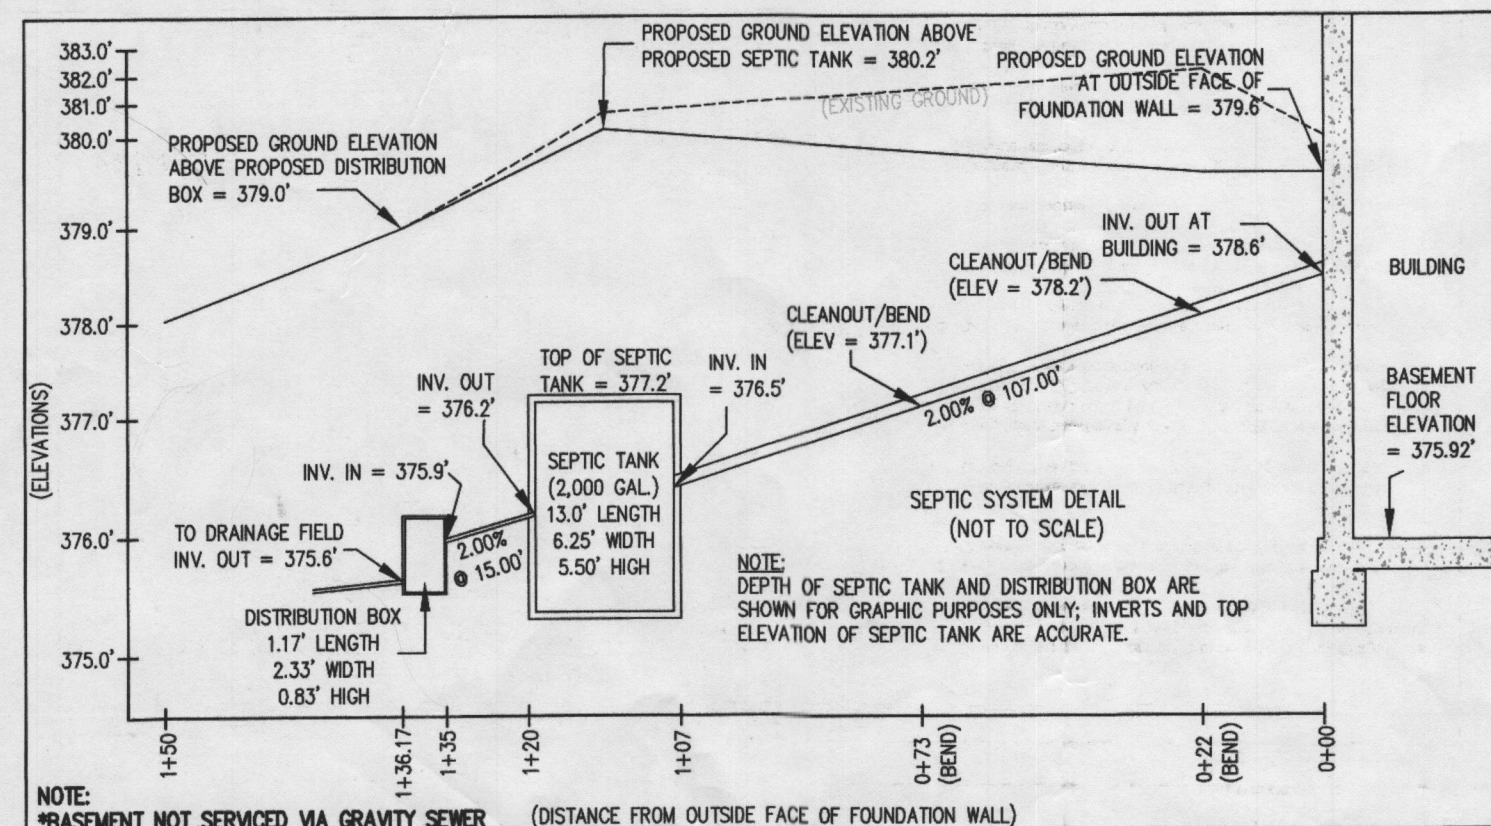 383.0'
382.0'
381.0'
380.0'
379.0'
378.0'
377.0'
376.0'
375.0'
(ELEVATIONS)
PROPOSED GROUND ELEVATION ABOVE
PROPOSED SEPTIC TANK = 380.2'
PROPOSED GROUND ELEVATION
AT OUTSIDE FACE OF
FOUNDATION WALL = 379.6'
(EXISTING GROUND)
PROPOSED GROUND ELEVATION
ABOVE PROPOSED DISTRIBUTION
BOX = 379.0'
INV. OUT AT
BUILDING = 378.6'
BUILDING
CLEANOUT/BEND
(ELEV = 378.2')
CLEANOUT/BEND
(ELEV = 377.1')
2.00% @ 107.00'
TOP OF SEPTIC
TANK = 377.2'
INV. IN
= 376.5'
INV. OUT
= 376.2'
BASEMENT
FLOOR
ELEVATION
= 375.92'
SEPTIC TANK
(2,000 GAL.)
13.0' LENGTH
6.25' WIDTH
5.50' HIGH
INV. IN = 375.9'
2.00%
@ 15.00'
TO DRAINAGE FIELD
INV. OUT = 375.6'
DISTRIBUTION BOX
1.17' LENGTH
2.33' WIDTH
0.83' HIGH
SEPTIC SYSTEM DETAIL
(NOT TO SCALE)
NOTE:
DEPTH OF SEPTIC TANK AND DISTRIBUTION BOX ARE
SHOWN FOR GRAPHIC PURPOSES ONLY; INVERTS AND TOP
ELEVATION OF SEPTIC TANK ARE ACCURATE.
1+50
1+36.17
1+35
1+20
1+07
0+73
(BEND)
0+22
(BEND)
0+00
NOTE:
*BASEMENT NOT SERVICED VIA GRAVITY SEWER
(DISTANCE FROM OUTSIDE FACE OF FOUNDATION WALL)